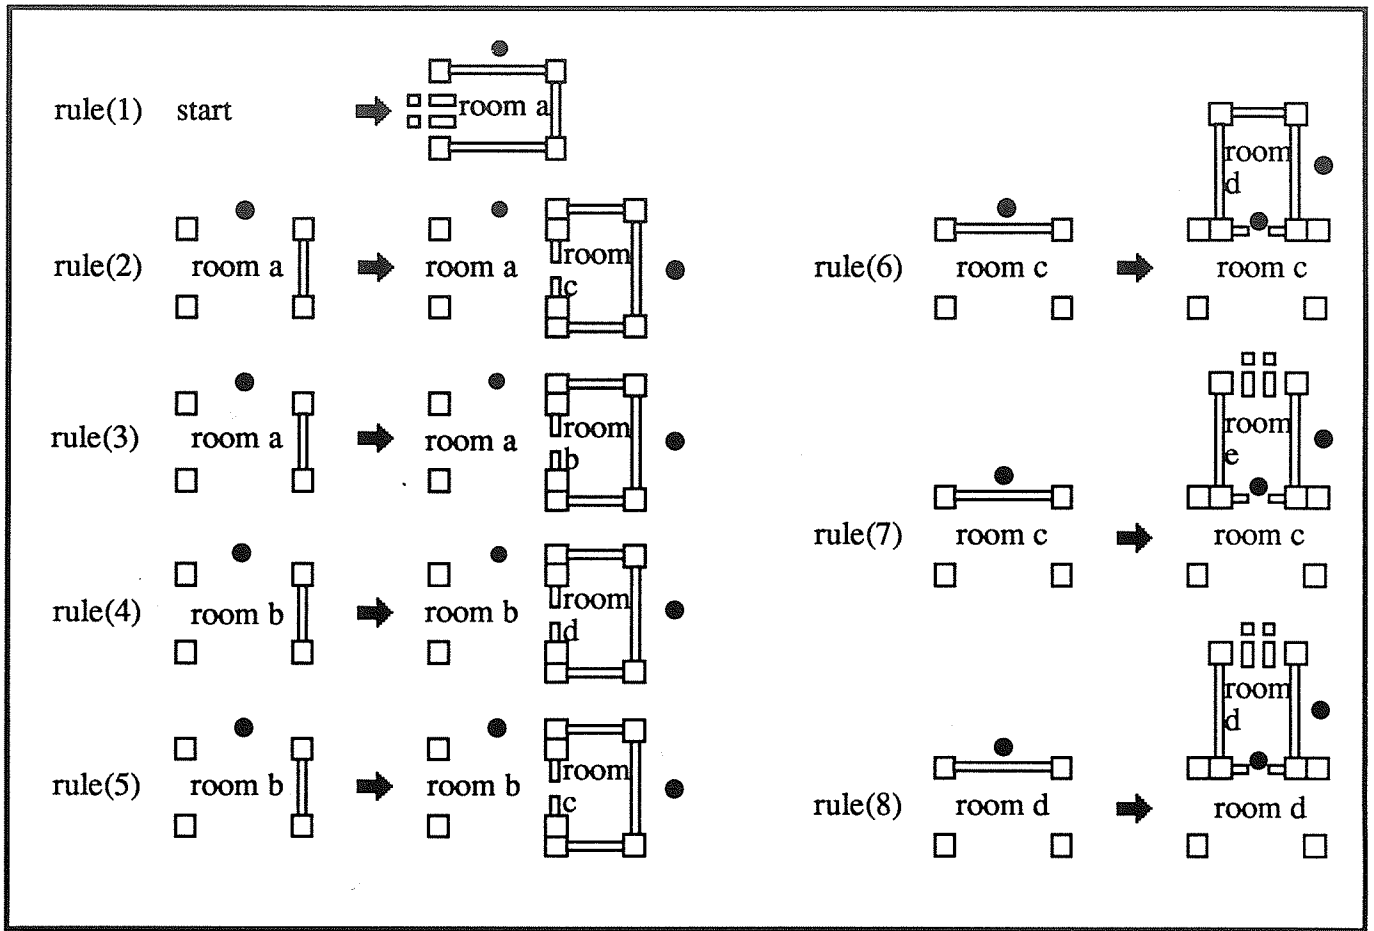 rule(1) start room a
rule(2) room a room a room c
rule(3) room a room a room b
rule(4) room b room b room d
rule(5) room b room b room c
rule(6) room c room d room c
rule(7) room c room e room c
rule(8) room d room d room d